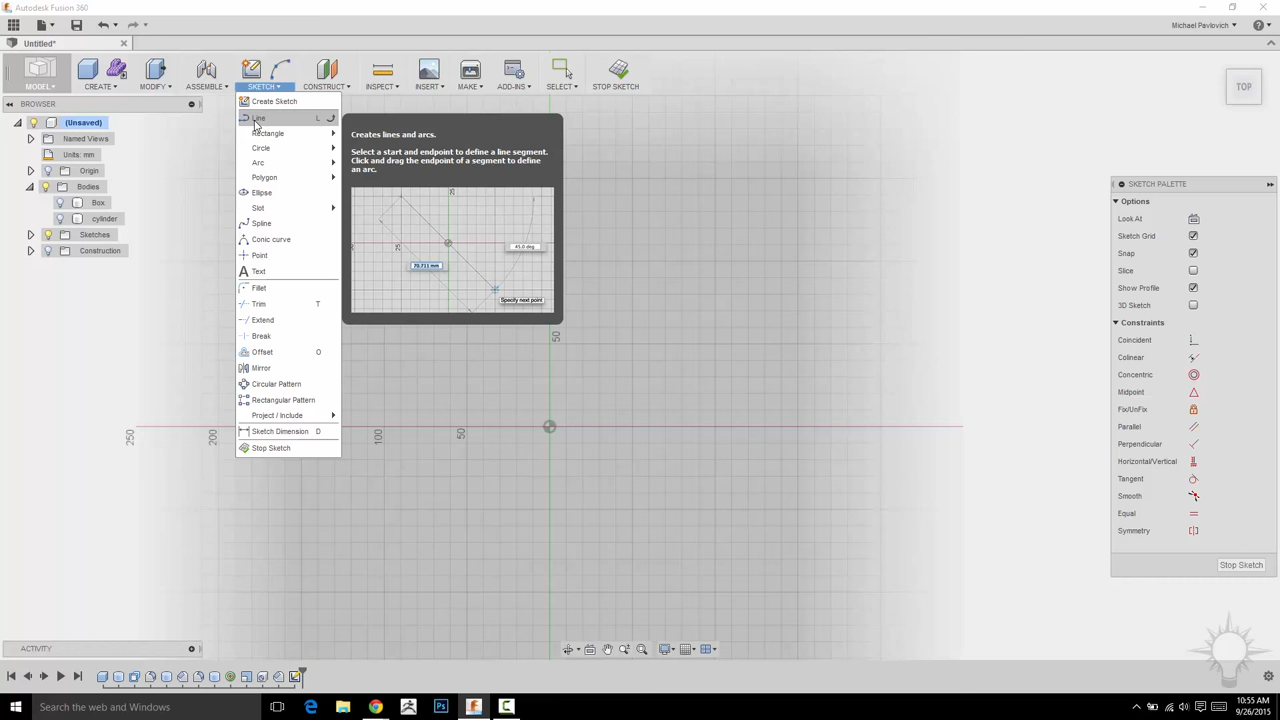 Autodesk Fusion 360
Michael Pavlovich
Untitled*
MODEL
CREATE
MODIFY
ASSEMBLE
SKETCH
CONSTRUCT
INSPECT
INSERT
MAKE
ADD-INS
SELECT
STOP SKETCH
TOP
BROWSER
(Unsaved)
Named Views
Units: mm
Origin
Bodies
Box
cylinder
Sketches
Construction
Create Sketch
Line L
Rectangle
Circle
Arc
Polygon
Ellipse
Slot
Spline
Conic curve
Point
Text
Fillet
Trim T
Extend
Break
Offset O
Mirror
Circular Pattern
Rectangular Pattern
Project / Include
Sketch Dimension D
Stop Sketch
Creates lines and arcs.
Select a start and endpoint to define a line segment.
Click and drag the endpoint of a segment to define
an arc.
25
25
45.0 deg
70.711 mm
Specify next point
50
250
200
100
50
SKETCH PALETTE
Options
Look At
Sketch Grid
Snap
Slice
Show Profile
3D Sketch
Constraints
Coincident
Colinear
Concentric
Midpoint
Fix/UnFix
Parallel
Perpendicular
Horizontal/Vertical
Tangent
Smooth
Equal
Symmetry
Stop Sketch
ACTIVITY
Search the web and Windows
10:55 AM
9/26/2015